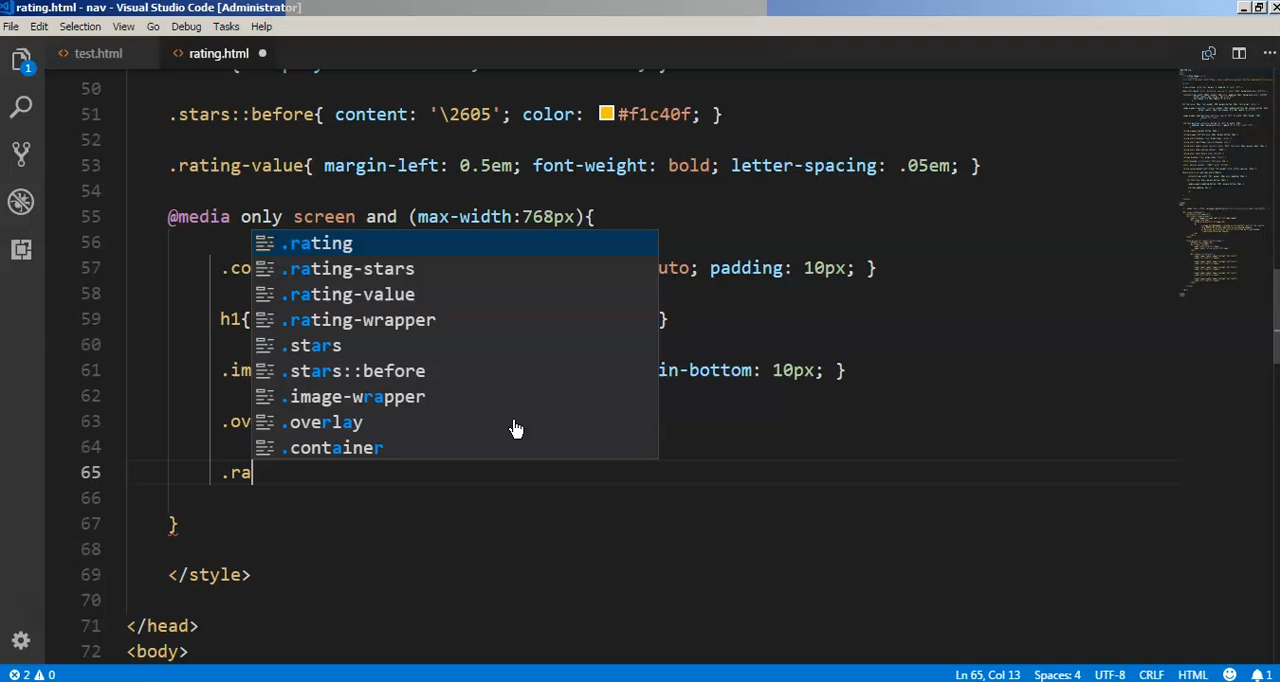 rating.html - nav - Visual Studio Code [Administrator]
File Edit Selection View Go Debug Tasks Help
test.html rating.html
1
50
51 .stars::before{ content: '\2605'; color: #f1c40f; }
52
53 .rating-value{ margin-left: 0.5em; font-weight: bold; letter-spacing: .05em; }
54
55 @media only screen and (max-width:768px){
56 .rating
57 .co .rating-stars uto; padding: 10px; }
58 .rating-value
59 h1{ .rating-wrapper }
60 .stars
61 .im .stars::before in-bottom: 10px; }
62 .image-wrapper
63 .ov .overlay
64 .container
65 .ra
66
67 }
68
69 </style>
70
71 </head>
72 <body>
2 0 Ln 65, Col 13 Spaces: 4 UTF-8 CRLF HTML 1